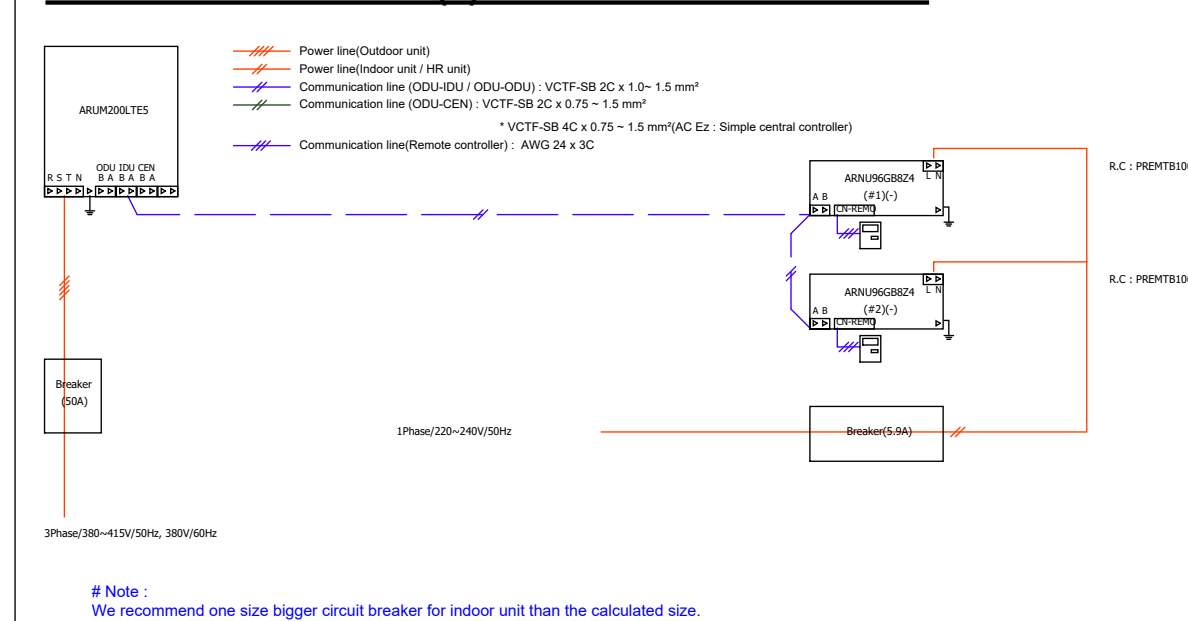 Power line(Outdoor unit)
Power line(Indoor unit / HR unit)
Communication line (ODU-IDU / ODU-ODU) : VCTF-SB 2C x 1.0~ 1.5 mm²
Communication line (ODU-CEN) : VCTF-SB 2C x 0.75 ~ 1.5 mm²
* VCTF-SB 4C x 0.75 ~ 1.5 mm²(AC Ez : Simple central controller)
Communication line(Remote controller) : AWG 24 x 3C
ARUM200LTE5
ODU IDU CEN
R S T N B A B A B A
ARNU96GB8Z4
(#1)(-)
L N
A B
CN-REMO
R.C : PREMTB100
ARNU96GB8Z4
(#2)(-)
L N
A B
CN-REMO
R.C : PREMTB100
Breaker
(50A)
1Phase/220~240V/50Hz
Breaker(5.9A)
3Phase/380~415V/50Hz, 380V/60Hz
# Note :
We recommend one size bigger circuit breaker for indoor unit than the calculated size.